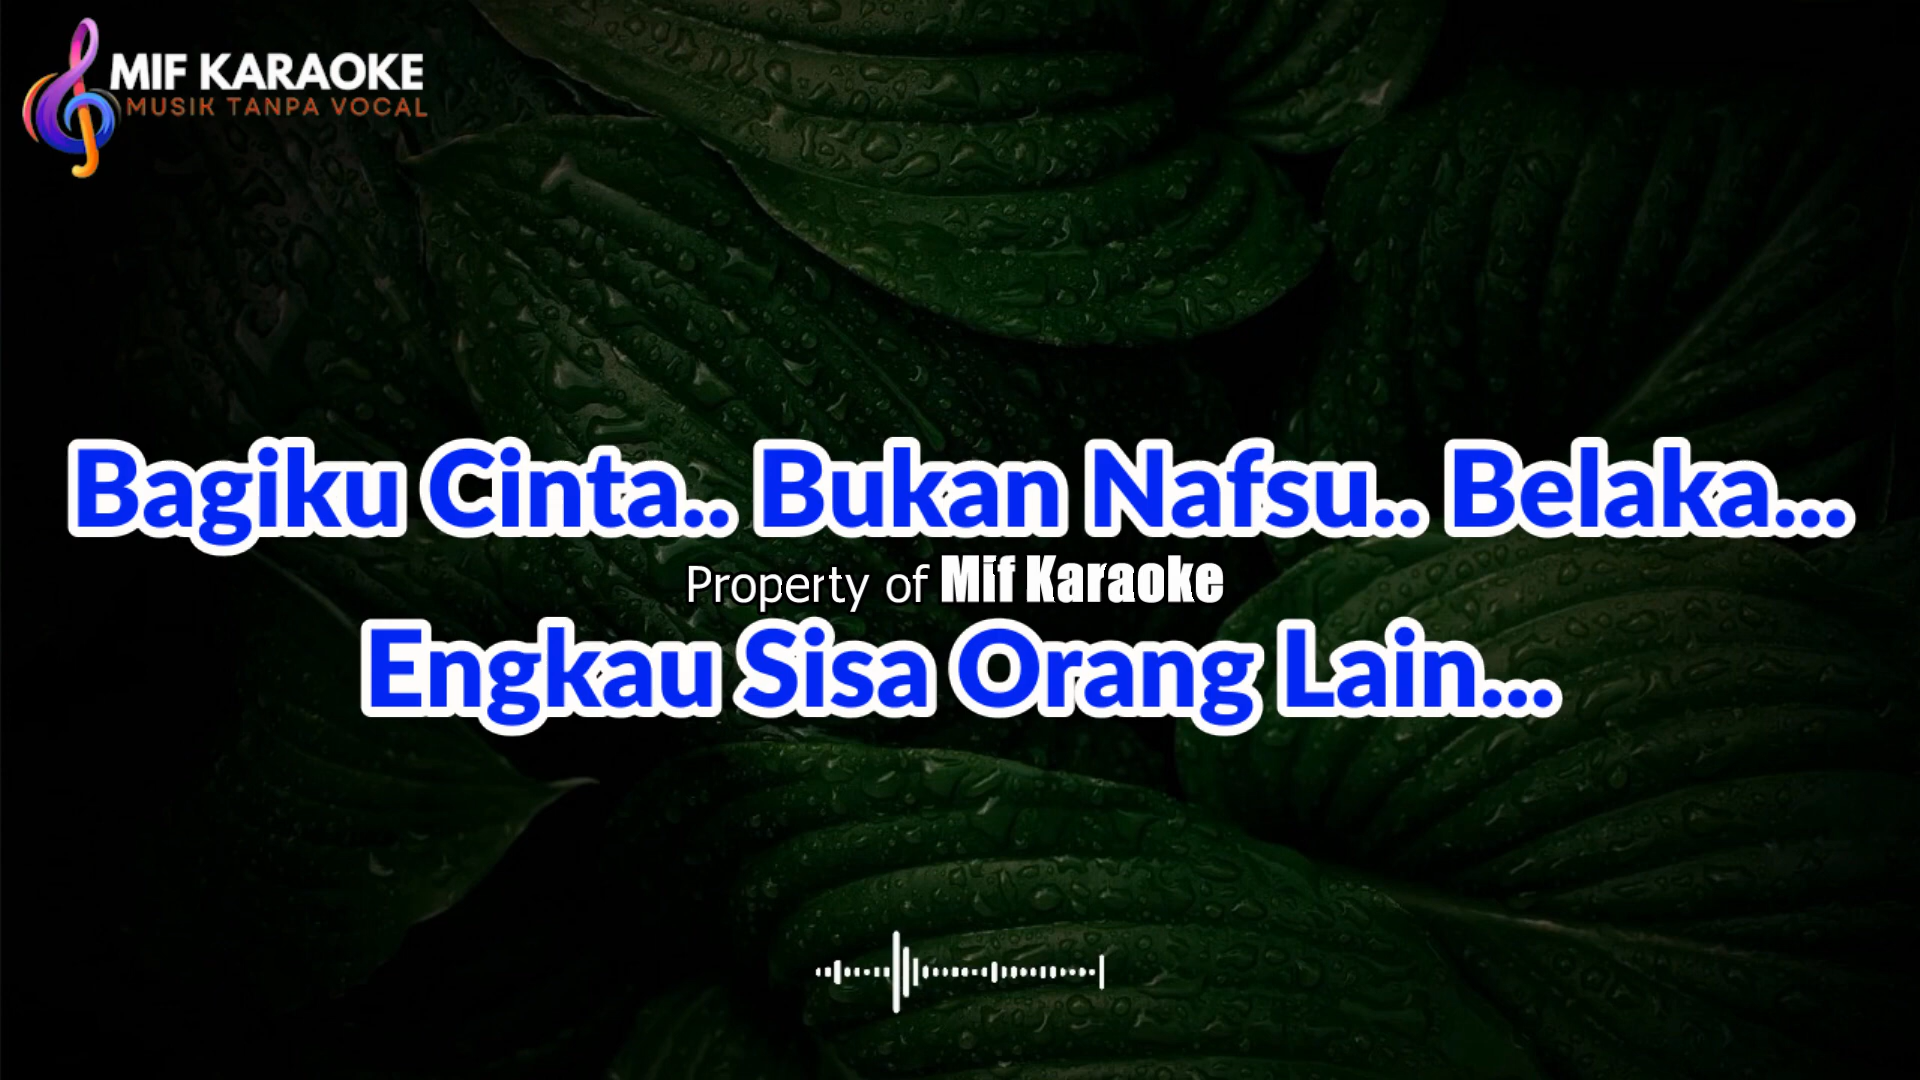 MIF KARAOKE
MUSIK TANPA VOCAL
Bagiku Cinta.. Bukan Nafsu.. Belaka...
Property of Mif Karaoke
Engkau Sisa Orang Lain...